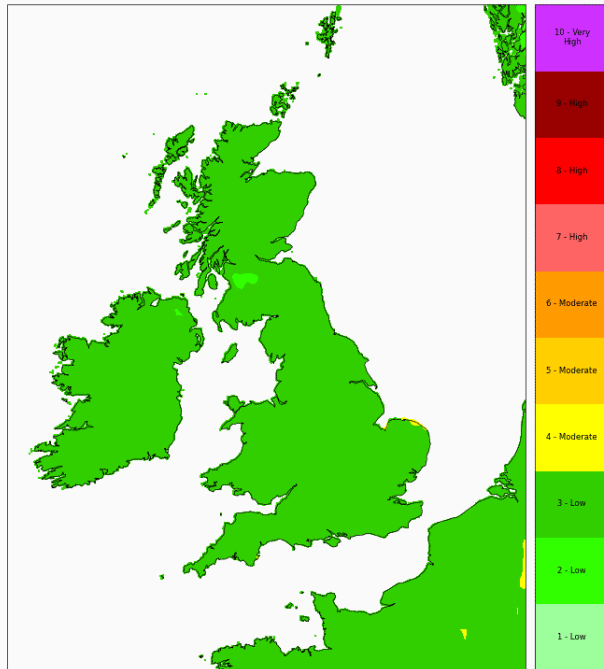 10 - Very
High
9 - High
8 - High
7 - High
6 - Moderate
5 - Moderate
4 - Moderate
3 - Low
2 - Low
1 - Low